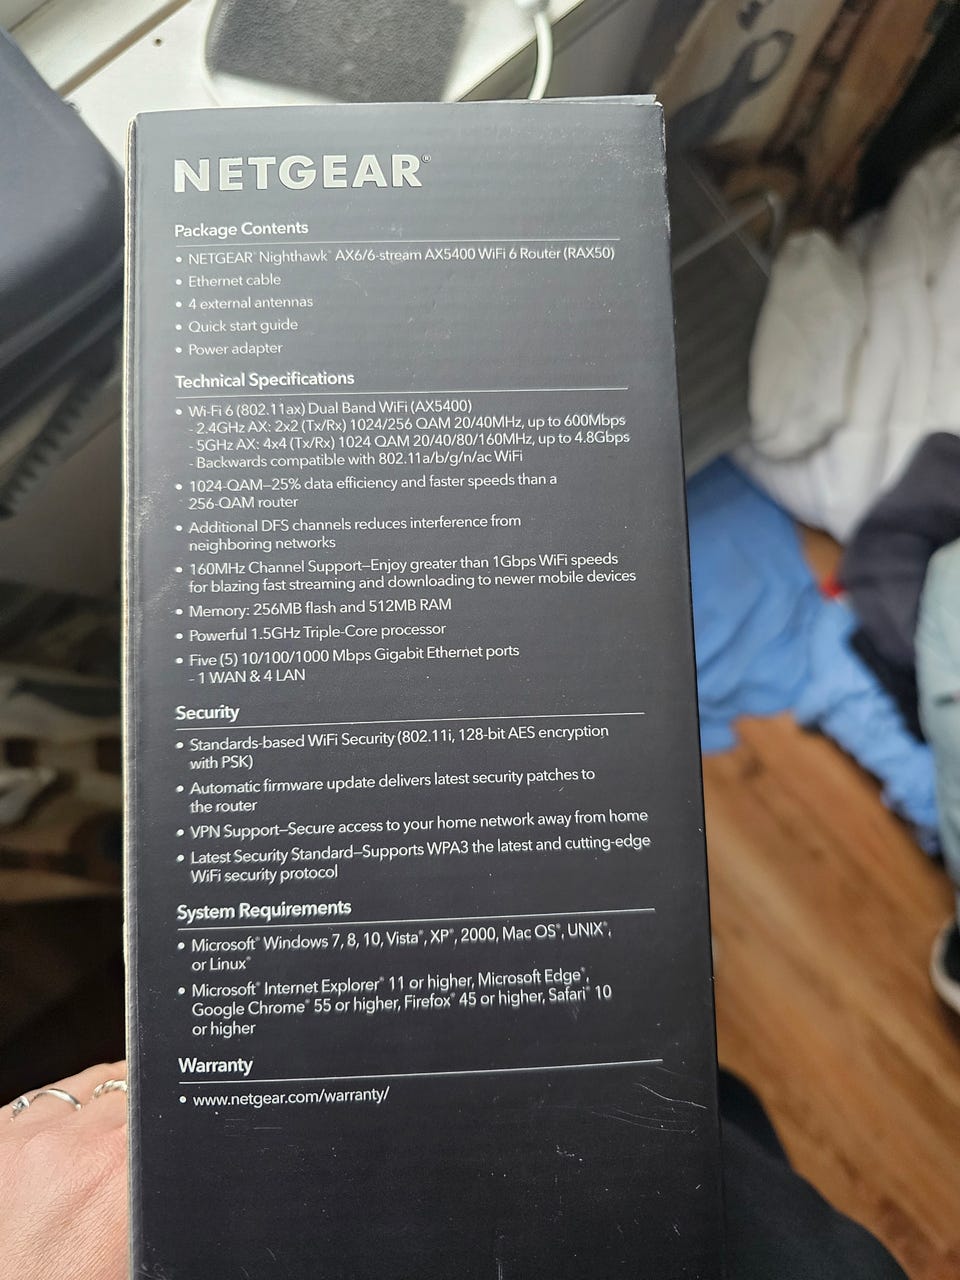 NETGEAR®
Package Contents
• NETGEAR® Nighthawk® AX6/6-stream AX5400 WiFi 6 Router (RAX50)
• Ethernet cable
• 4 external antennas
• Quick start guide
• Power adapter
Technical Specifications
• Wi-Fi 6 (802.11ax) Dual Band WiFi (AX5400)
- 2.4GHz AX: 2x2 (Tx/Rx) 1024/256 QAM 20/40MHz, up to 600Mbps
- 5GHz AX: 4x4 (Tx/Rx) 1024 QAM 20/40/80/160MHz, up to 4.8Gbps
- Backwards compatible with 802.11a/b/g/n/ac WiFi
• 1024-QAM—25% data efficiency and faster speeds than a
256-QAM router
• Additional DFS channels reduces interference from
neighboring networks
• 160MHz Channel Support—Enjoy greater than 1Gbps WiFi speeds
for blazing fast streaming and downloading to newer mobile devices
• Memory: 256MB flash and 512MB RAM
• Powerful 1.5GHz Triple-Core processor
• Five (5) 10/100/1000 Mbps Gigabit Ethernet ports
- 1 WAN & 4 LAN
Security
• Standards-based WiFi Security (802.11i, 128-bit AES encryption
with PSK)
• Automatic firmware update delivers latest security patches to
the router
• VPN Support—Secure access to your home network away from home
• Latest Security Standard—Supports WPA3 the latest and cutting-edge
WiFi security protocol
System Requirements
• Microsoft® Windows 7, 8, 10, Vista®, XP®, 2000, Mac OS®, UNIX®,
or Linux®
• Microsoft® Internet Explorer® 11 or higher, Microsoft Edge®,
Google Chrome® 55 or higher, Firefox® 45 or higher, Safari® 10
or higher
Warranty
• www.netgear.com/warranty/